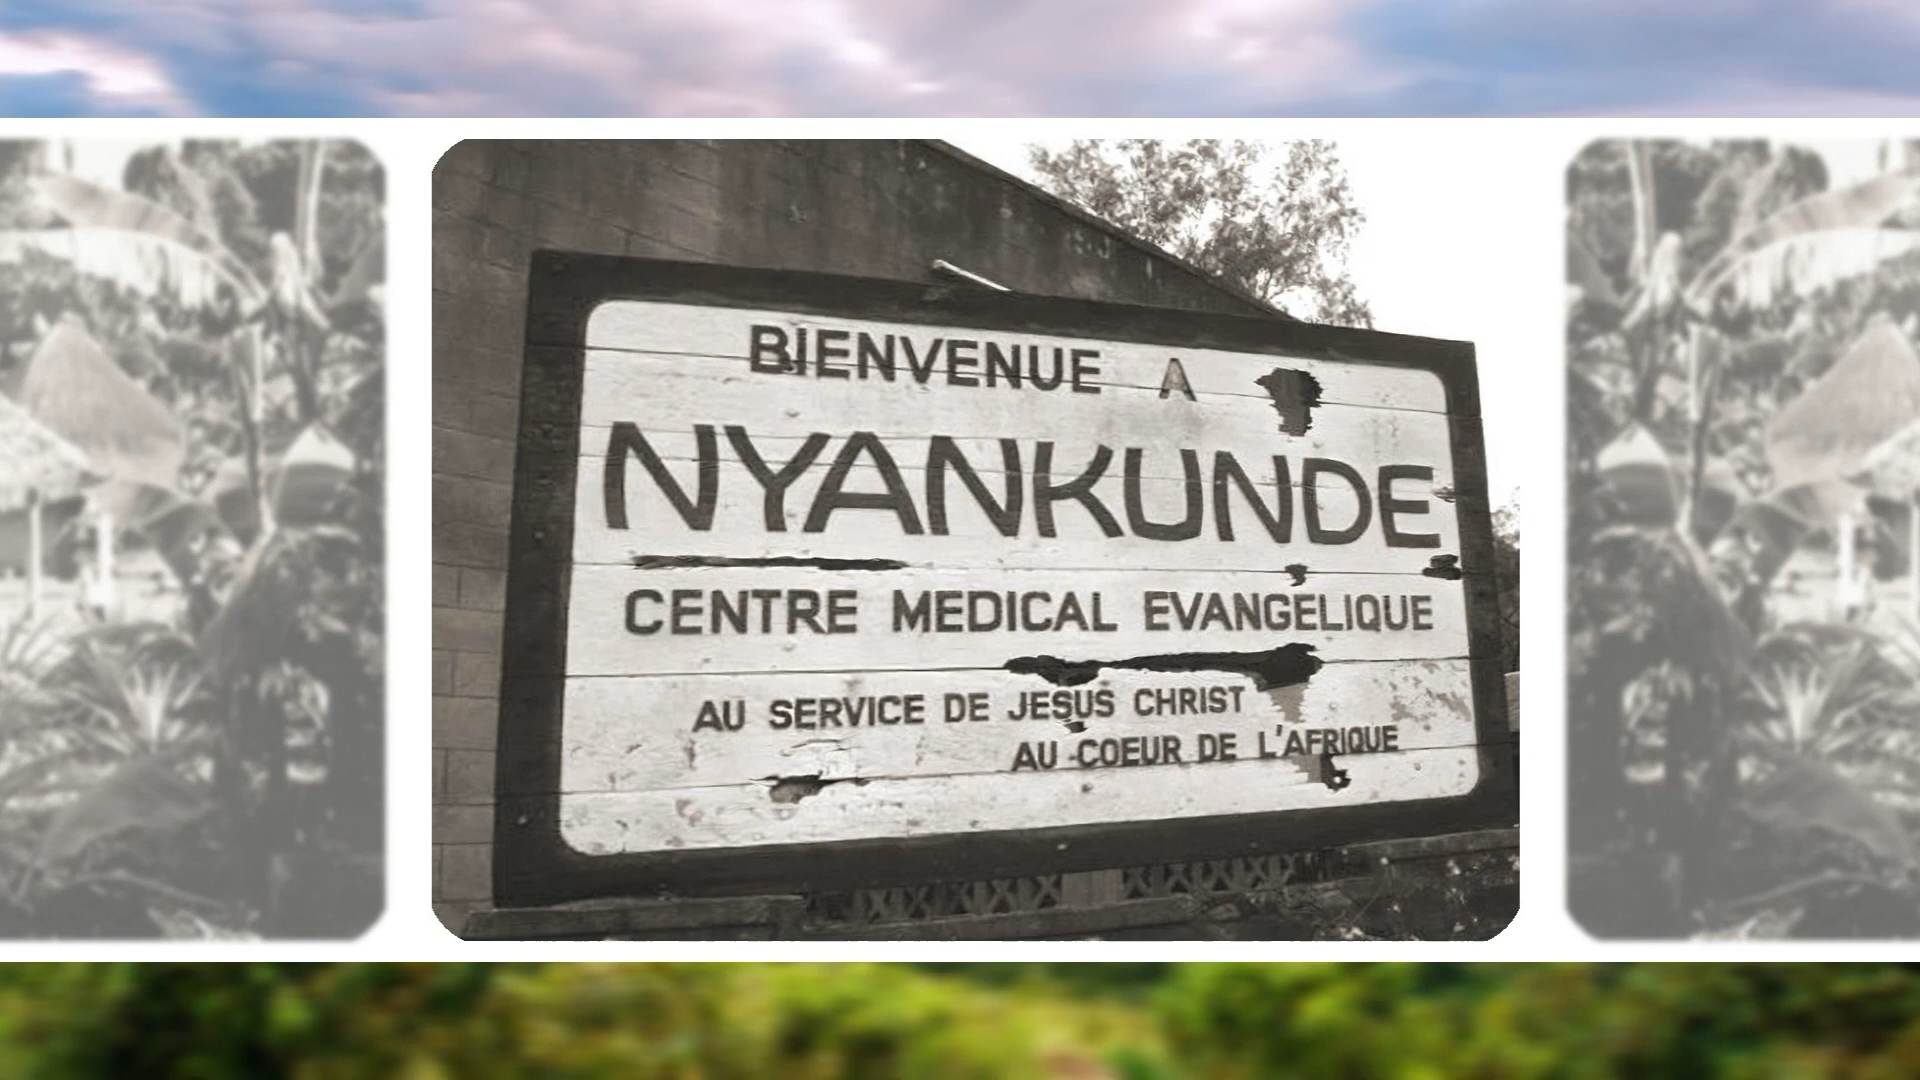 BIENVENUE A
NYANKUNDE
CENTRE MEDICAL EVANGELIQUE
AU SERVICE DE JESUS CHRIST
AU COEUR DE L'AFRIQUE